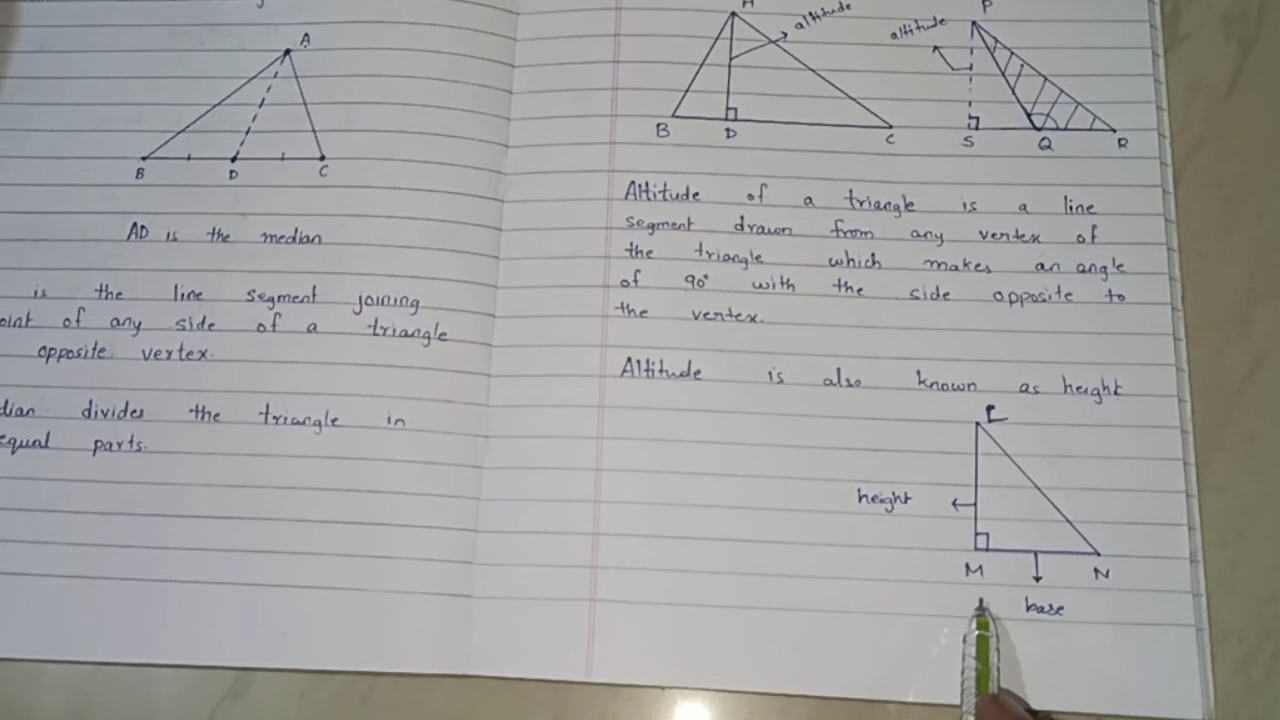 A
B D C
AD is the median
is the line segment joining
oint of any side of a triangle
opposite vertex.
dian divides the triangle in
equal parts.
altitude
B D C
altitude
P
S Q R
Altitude of a triangle is a line
segment drawn from any vertex of
the triangle which makes an angle
of 90° with the side opposite to
the vertex.
Altitude is also known as height
L
height
M N
base